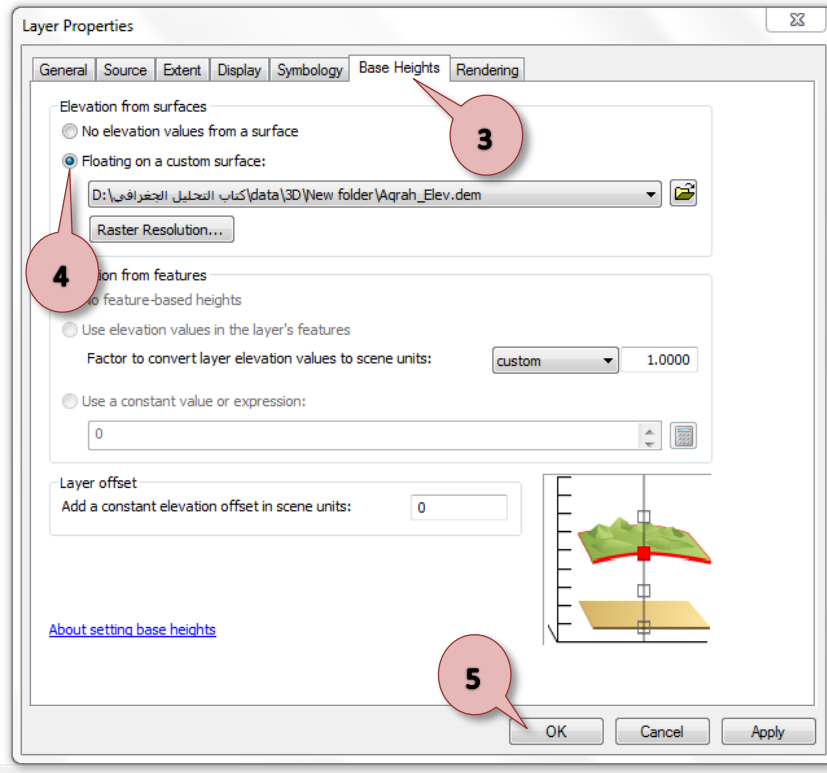 Layer Properties
General Source Extent Display Symbology Base Heights Rendering
3
Elevation from surfaces
No elevation values from a surface
Floating on a custom surface:
D:\كتاب التحليل الجغرافي\data\3D\New folder\Aqrah_Elev.dem
Raster Resolution...
4
ion from features
No feature-based heights
Use elevation values in the layer's features
Factor to convert layer elevation values to scene units: custom 1.0000
Use a constant value or expression:
0
Layer offset
Add a constant elevation offset in scene units: 0
About setting base heights
5
OK Cancel Apply